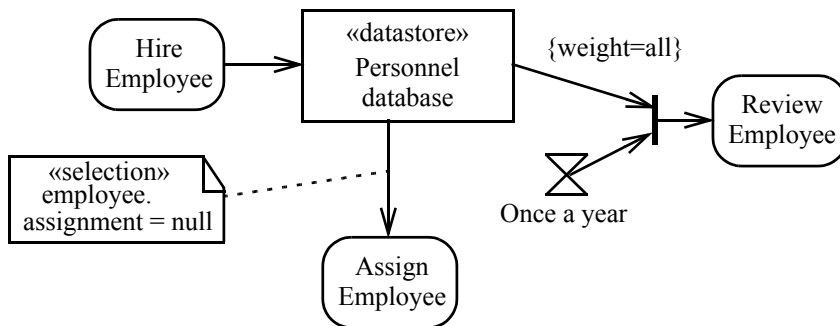 Hire
Employee
«datastore»
Personnel
database
{weight=all}
Review
Employee
«selection»
employee.
assignment = null
Once a year
Assign
Employee